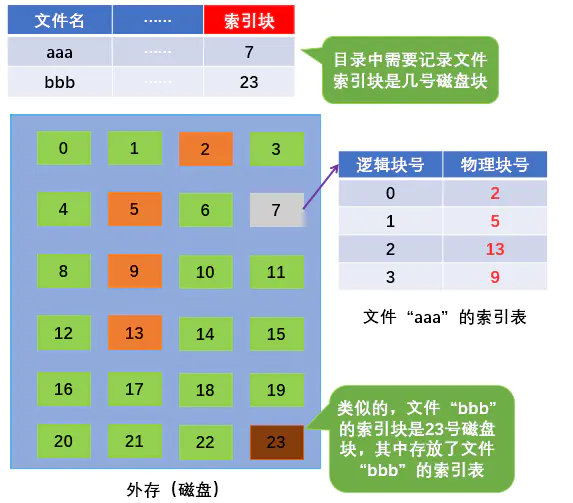 文件名 …… 索引块
aaa …… 7
bbb …… 23
目录中需要记录文件
索引块是几号磁盘块
0 1 2 3
4 5 6 7
8 9 10 11
12 13 14 15
16 17 18 19
20 21 22 23
外存（磁盘）
逻辑块号 物理块号
0 2
1 5
2 13
3 9
文件“aaa”的索引表
类似的，文件“bbb”
的索引块是23号磁盘
块，其中存放了文件
“bbb”的索引表